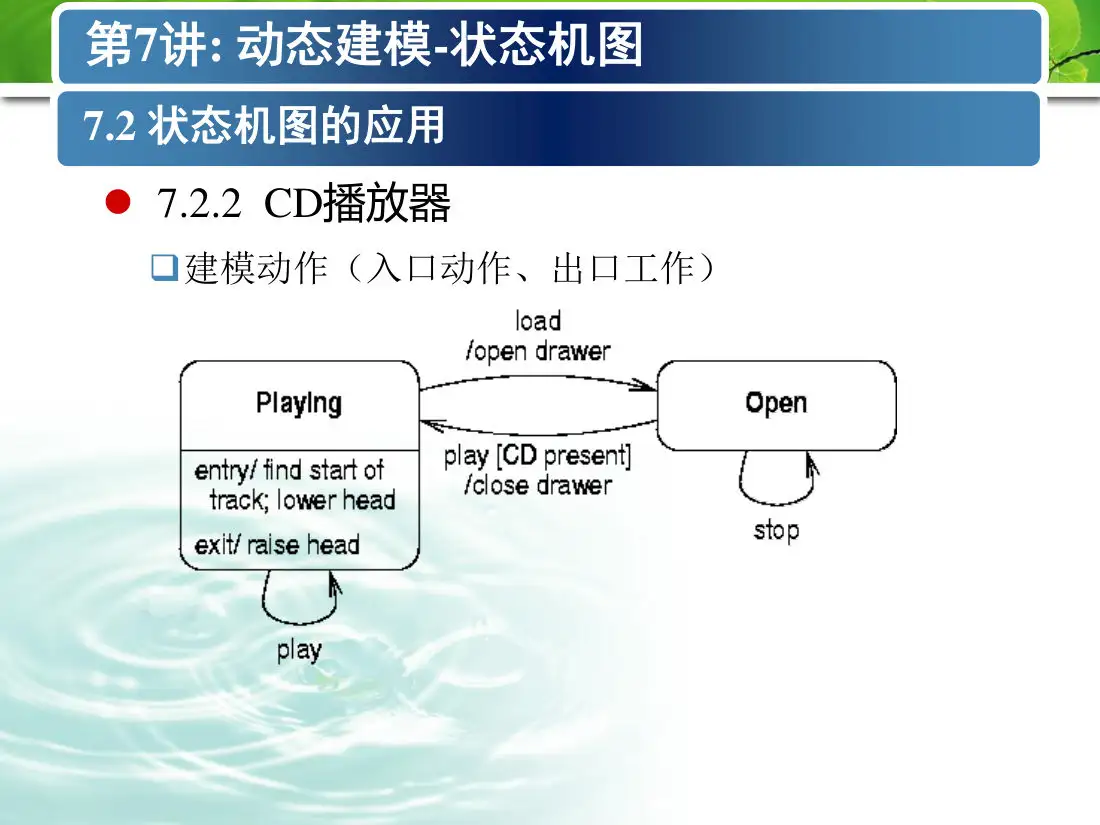 第7讲: 动态建模-状态机图
7.2 状态机图的应用
7.2.2 CD播放器
建模动作（入口动作、出口工作）
load
/open drawer
Playing
Open
entry/ find start of
track; lower head
exit/ raise head
play [CD present]
/close drawer
stop
play